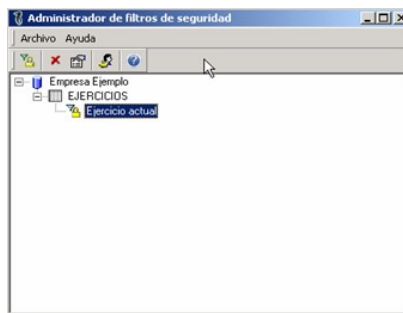 Administrador de filtros de seguridad
Archivo Ayuda
Empresa Ejemplo
EJERCICIOS
Ejercicio actual